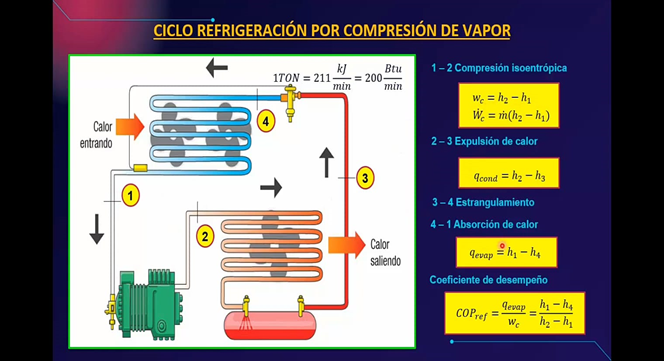 CICLO REFRIGERACIÓN POR COMPRESIÓN DE VAPOR
1TON = 211 kJ/min = 200 Btu/min
Calor
entrando
4
1
3
2
Calor
saliendo
1 – 2 Compresión isoentrópica
w_c = h_2 − h_1
Ẇ_c = ṁ(h_2 − h_1)
2 – 3 Expulsión de calor
q_cond = h_2 − h_3
3 – 4 Estrangulamiento
4 – 1 Absorción de calor
q_evap = h_1 − h_4
Coeficiente de desempeño
COP_ref = q_evap/w_c = h_1 − h_4/h_2 − h_1